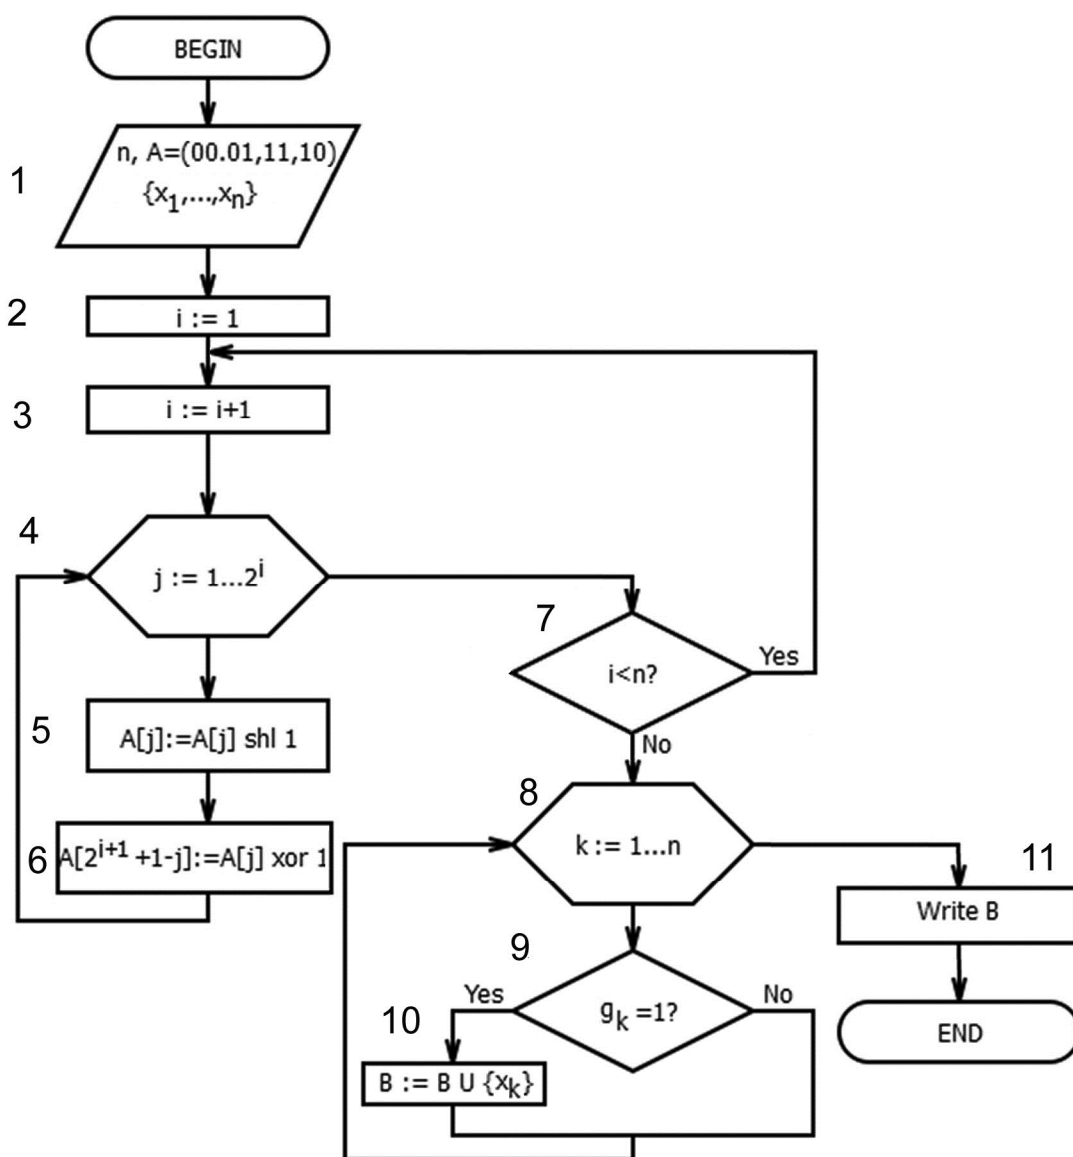 BEGIN
1
n, A=(00.01,11,10)
{x₁,...,xₙ}
2
i := 1
3
i := i+1
4
j := 1...2ⁱ
5
A[j]:=A[j] shl 1
6
A[2ⁱ⁺¹ +1-j]:=A[j] xor 1
7
i<n?
Yes
No
8
k := 1...n
9
gₖ =1?
Yes
No
10
B := B U {xₖ}
11
Write B
END